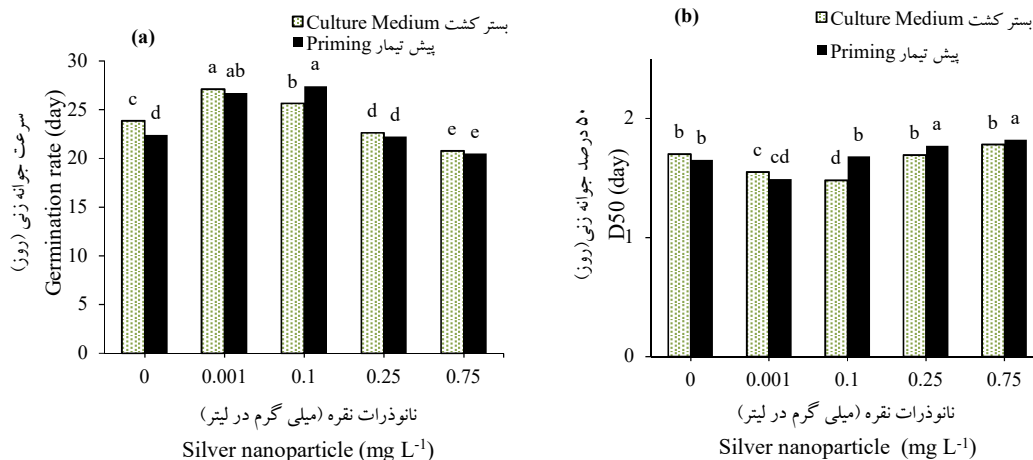 (a)
Culture Medium بستر کشت
Priming پیش تیمار
سرعت جوانه زنی (روز)
Germination rate (day)
30
25
20
15
10
5
0
c d a ab b a d d e e
0 0.001 0.1 0.25 0.75
نانوذرات نقره (میلی گرم در لیتر)
Silver nanoparticle (mg L-1)
(b)
Culture Medium بستر کشت
Priming پیش تیمار
۵۰ درصد جوانه زنی(روز)
D50 (day)
2
1
0
b b c cd d b b a b a
0 0.001 0.1 0.25 0.75
نانوذرات نقره (میلی گرم در لیتر)
Silver nanoparticle (mg L-1)